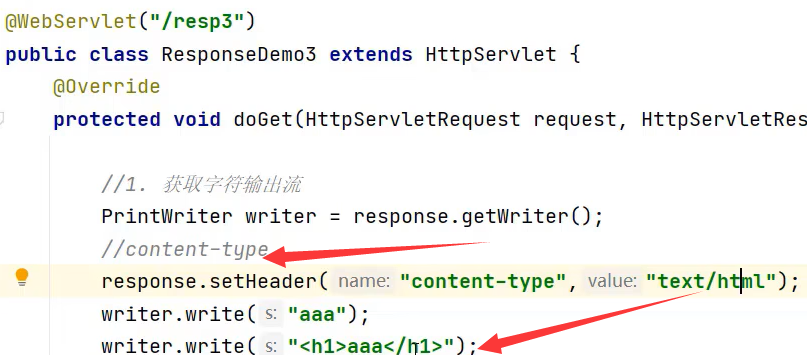 @WebServlet("/resp3")
public class ResponseDemo3 extends HttpServlet {
@Override
protected void doGet(HttpServletRequest request, HttpServletRes
//1. 获取字符输出流
PrintWriter writer = response.getWriter();
//content-type
response.setHeader( name: "content-type", value: "text/html");
writer.write( s: "aaa");
writer.write( s: "<h1>aaa</h1>");